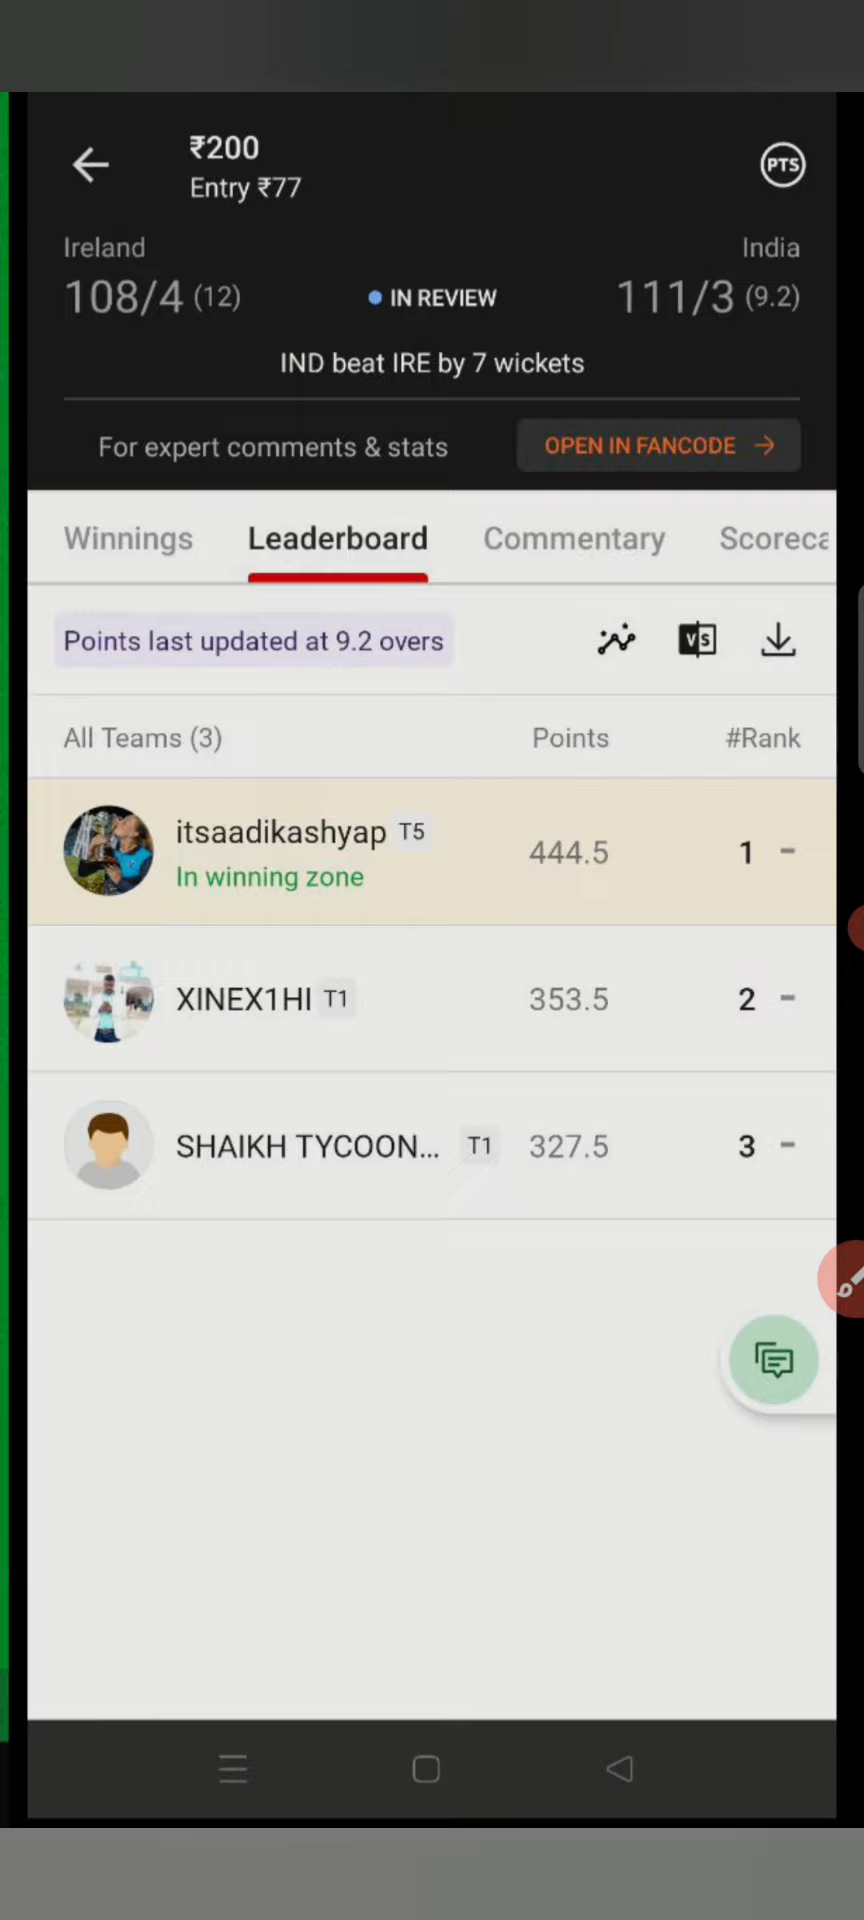 ₹200
Entry ₹77
PTS
Ireland
India
108/4 (12)
IN REVIEW
111/3 (9.2)
IND beat IRE by 7 wickets
For expert comments & stats
OPEN IN FANCODE
Winnings
Leaderboard
Commentary
Scoreca
Points last updated at 9.2 overs
VS
All Teams (3)
Points
#Rank
itsaadikashyap T5
In winning zone
444.5
1 -
XINEX1HI T1
353.5
2 -
SHAIKH TYCOON... T1
327.5
3 -